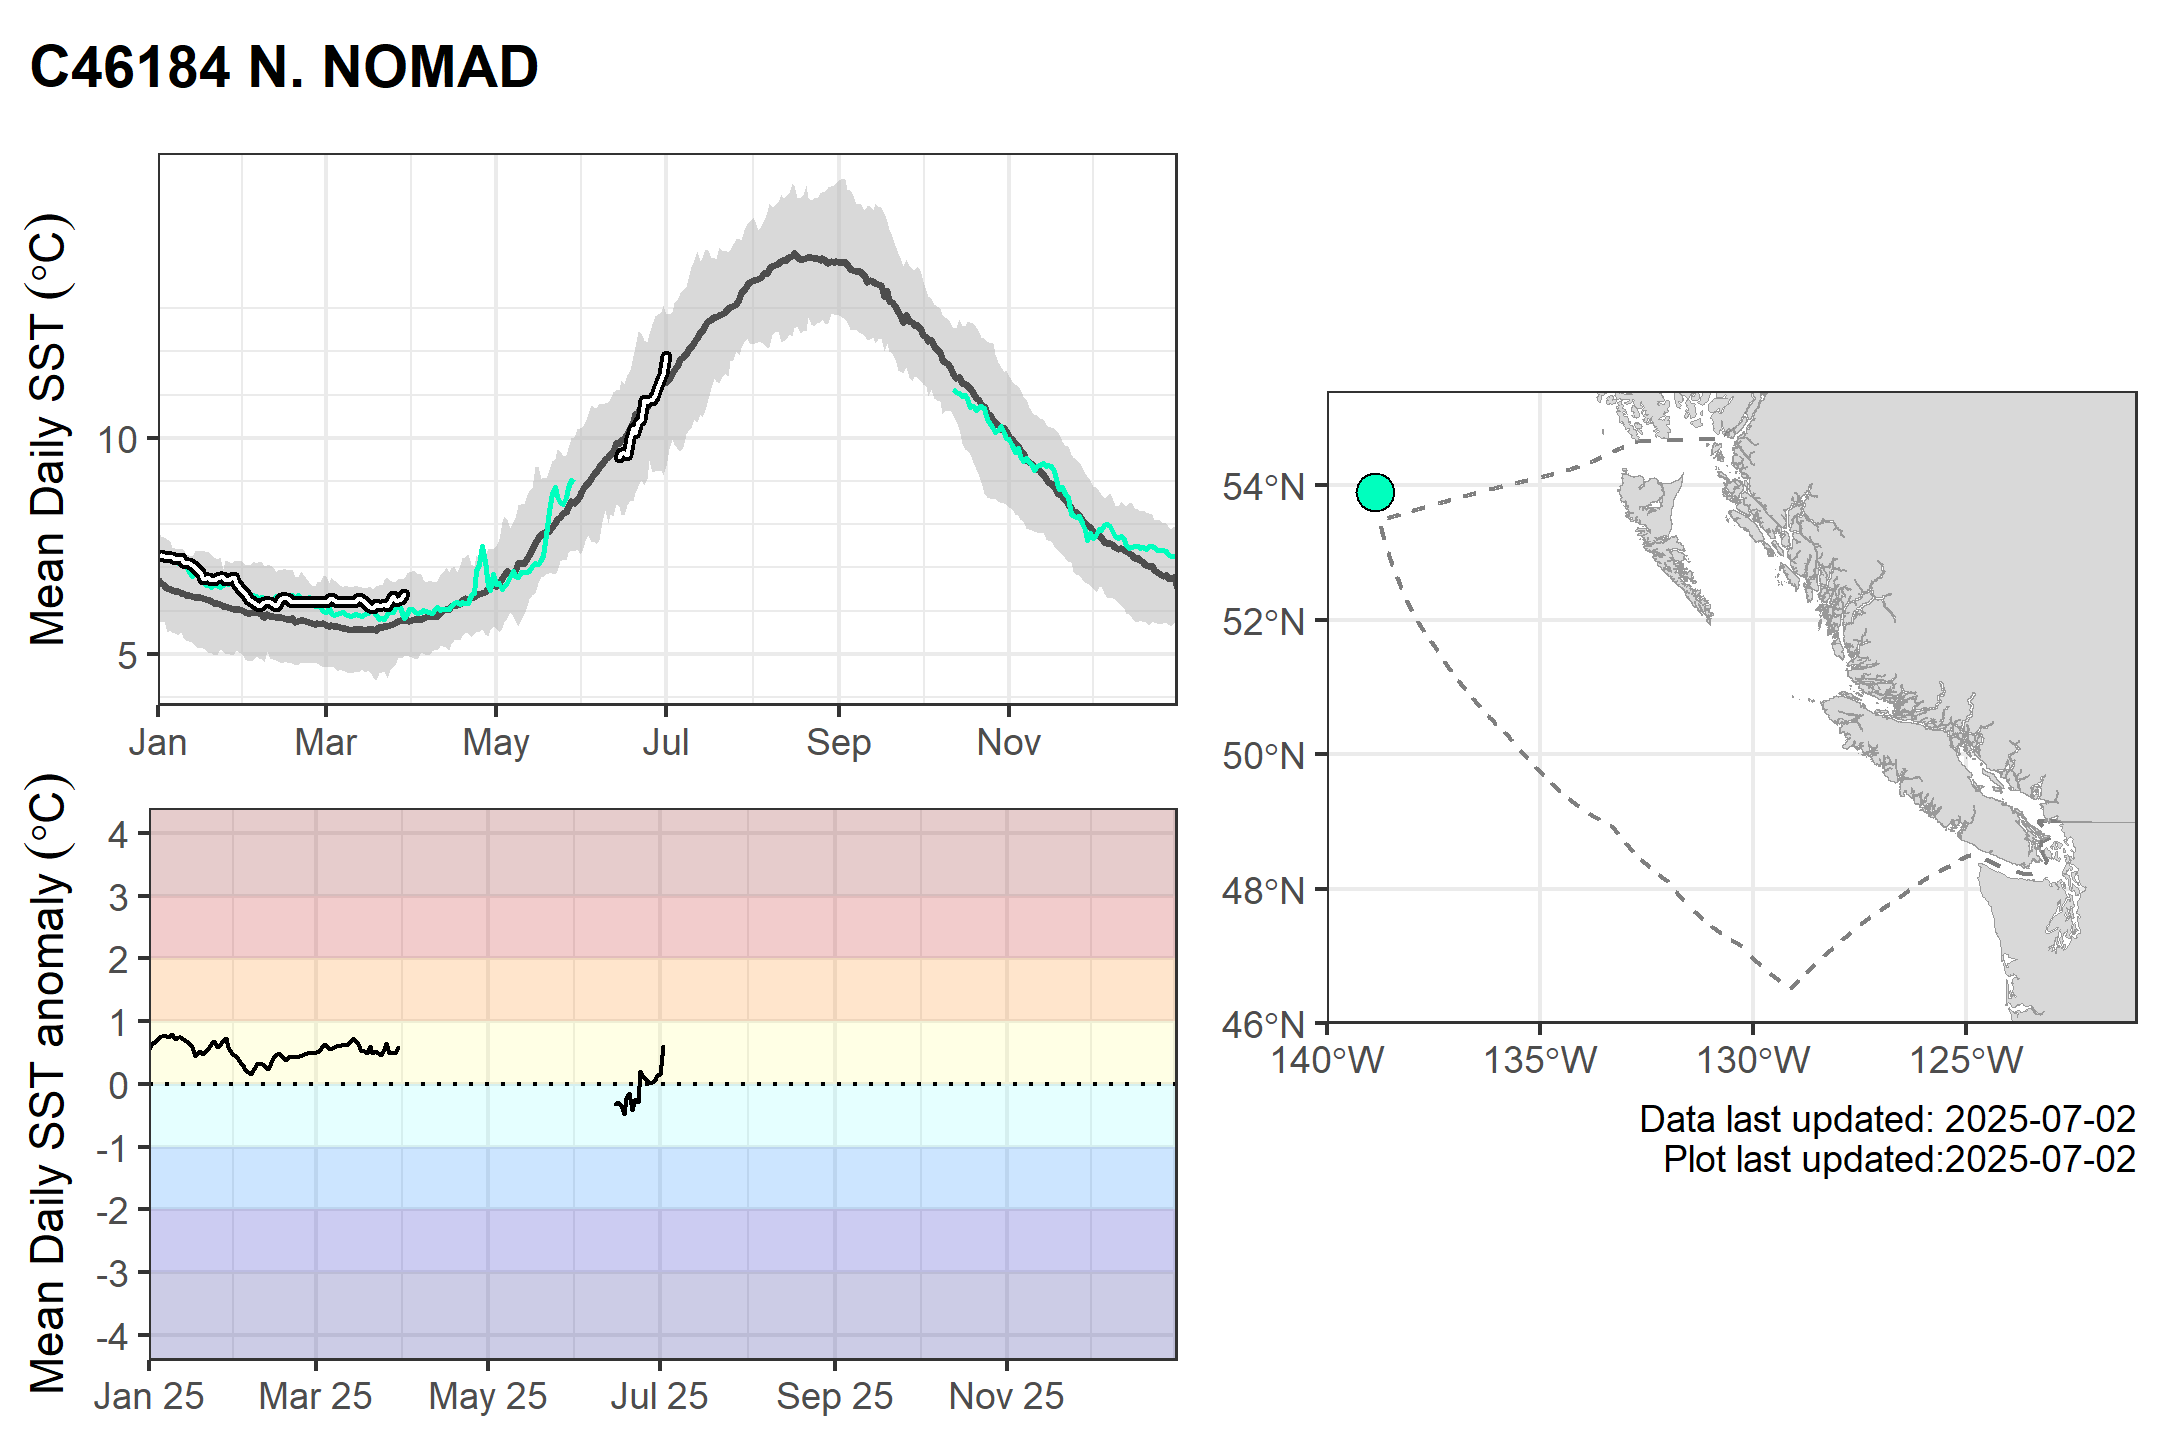 C46184 N. NOMAD
Mean Daily SST (°C)
10
5
Jan Mar May Jul Sep Nov
Mean Daily SST anomaly (°C)
4
3
2
1
0
-1
-2
-3
-4
Jan 25 Mar 25 May 25 Jul 25 Sep 25 Nov 25
54°N
52°N
50°N
48°N
46°N
140°W 135°W 130°W 125°W
Data last updated: 2025-07-02
Plot last updated:2025-07-02